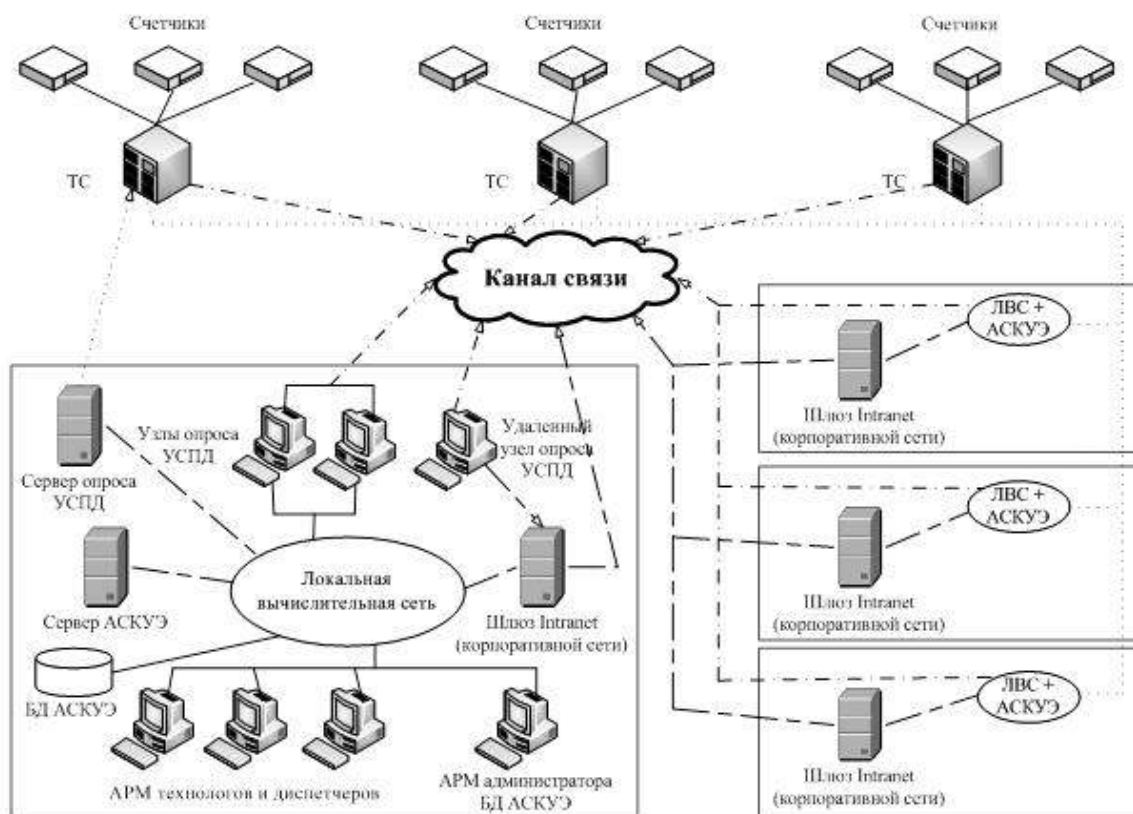 Счетчики
Счетчики
Счетчики
ТС
ТС
ТС
Канал связи
ЛВС +
АСКУЭ
Шлюз Intranet
(корпоративной сети)
Узлы опроса
УСПД
Удаленный
узел опроса
УСПД
Сервер опроса
УСПД
ЛВС +
АСКУЭ
Шлюз Intranet
(корпоративной сети)
Локальная
вычислительная сеть
Сервер АСКУЭ
Шлюз Intranet
(корпоративной сети)
БД АСКУЭ
ЛВС +
АСКУЭ
Шлюз Intranet
(корпоративной сети)
АРМ технологов и диспетчеров
АРМ администратора
БД АСКУЭ